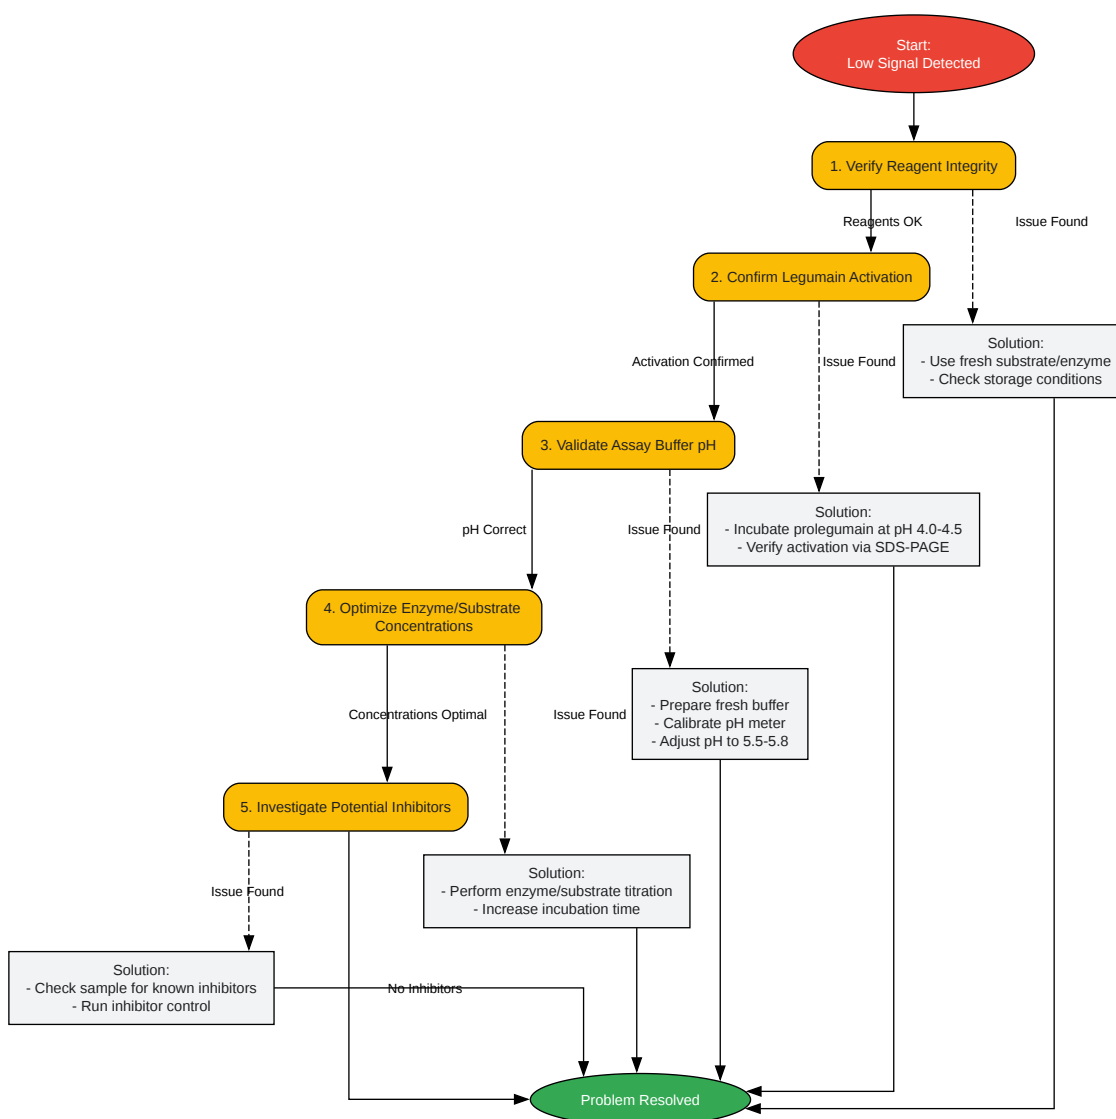 Start:
Low Signal Detected
1. Verify Reagent Integrity
Reagents OK
Issue Found
2. Confirm Legumain Activation
Solution:
- Use fresh substrate/enzyme
- Check storage conditions
Activation Confirmed
Issue Found
3. Validate Assay Buffer pH
Solution:
- Incubate prolegumain at pH 4.0-4.5
- Verify activation via SDS-PAGE
pH Correct
Issue Found
4. Optimize Enzyme/Substrate
Concentrations
Solution:
- Prepare fresh buffer
- Calibrate pH meter
- Adjust pH to 5.5-5.8
Concentrations Optimal
Issue Found
5. Investigate Potential Inhibitors
Solution:
- Perform enzyme/substrate titration
- Increase incubation time
Issue Found
Solution:
- Check sample for known inhibitors
- Run inhibitor control
No Inhibitors
Problem Resolved